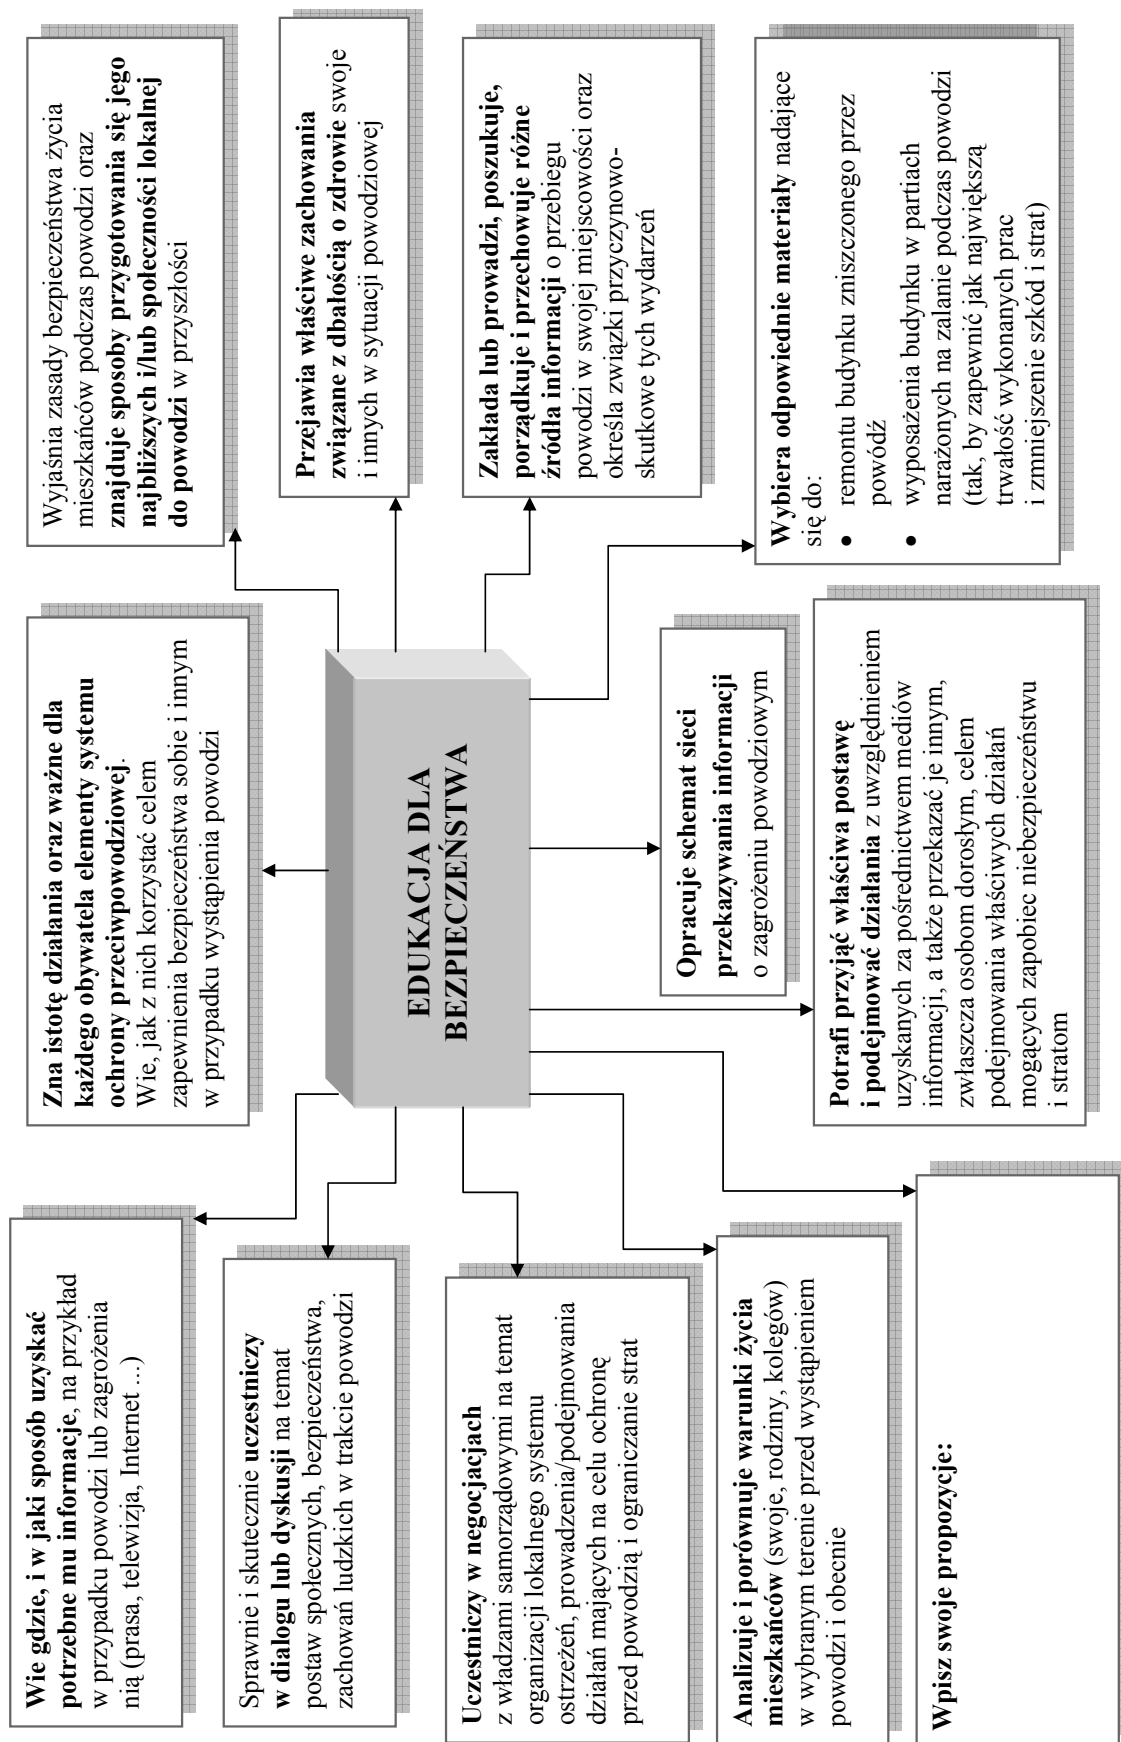 Wie gdzie, i w jaki sposób uzyskać
potrzebne mu informacje, na przykład
w przypadku powodzi lub zagrożenia
nią (prasa, telewizja, Internet ...)
Zna istotę działania oraz ważne dla
każdego obywatela elementy systemu
ochrony przeciwpowodziowej.
Wie, jak z nich korzystać celem
zapewnienia bezpieczeństwa sobie i innym
w przypadku wystąpienia powodzi
Wyjaśnia zasady bezpieczeństwa życia
mieszkańców podczas powodzi oraz
znajduje sposoby przygotowania się jego
najbliższych i/lub społeczności lokalnej
do powodzi w przyszłości
Sprawnie i skutecznie uczestniczy
w dialogu lub dyskusji na temat
postaw społecznych, bezpieczeństwa,
zachowań ludzkich w trakcie powodzi
EDUKACJA DLA
BEZPIECZEŃSTWA
Przejawia właściwe zachowania
związane z dbałością o zdrowie swoje
i innych w sytuacji powodziowej
Uczestniczy w negocjacjach
z władzami samorządowymi na temat
organizacji lokalnego systemu
ostrzeżeń, prowadzenia/podejmowania
działań mających na celu ochronę
przed powodzią i ograniczanie strat
Zakłada lub prowadzi, poszukuje,
porządkuje i przechowuje różne
źródła informacji o przebiegu
powodzi w swojej miejscowości oraz
określa związki przyczynowo-
skutkowe tych wydarzeń
Analizuje i porównuje warunki życia
mieszkańców (swoje, rodziny, kolegów)
w wybranym terenie przed wystąpieniem
powodzi i obecnie
Opracuje schemat sieci
przekazywania informacji
o zagrożeniu powodziowym
Wybiera odpowiednie materiały nadające
się do:
• remontu budynku zniszczonego przez
powódź
• wyposażenia budynku w partiach
narażonych na zalanie podczas powodzi
(tak, by zapewnić jak największą
trwałość wykonanych prac
i zmniejszenie szkód i strat)
Potrafi przyjąć właściwa postawę
i podejmować działania z uwzględnieniem
uzyskanych za pośrednictwem mediów
informacji, a także przekazać je innym,
zwłaszcza osobom dorosłym, celem
podejmowania właściwych działań
mogących zapobiec niebezpieczeństwu
i stratom
Wpisz swoje propozycje: